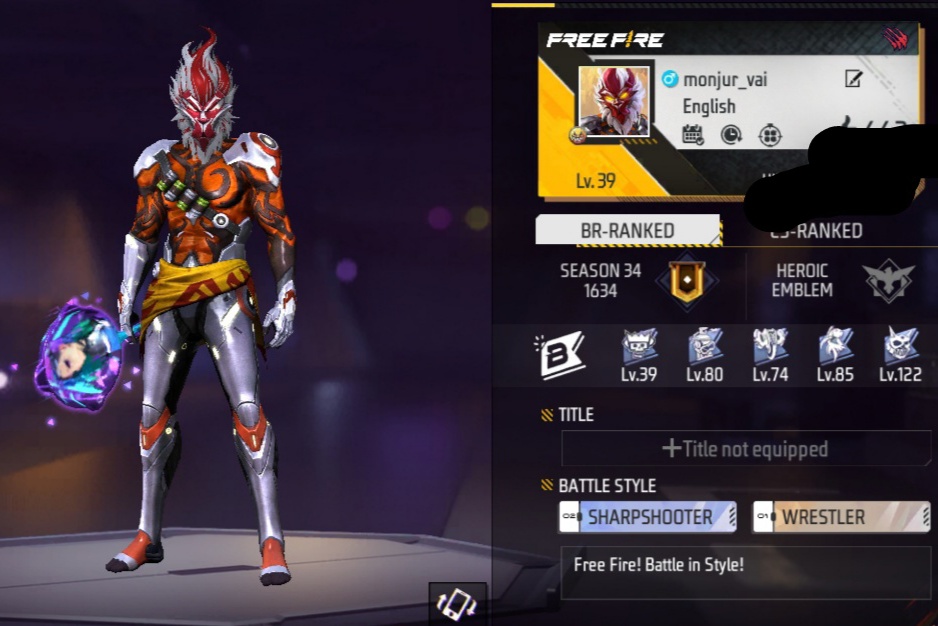 FREE FIRE
monjur_vai
English
Lv. 39
BR-RANKED
-RANKED
SEASON 34
1634
HEROIC
EMBLEM
B
Lv.39
Lv.80
Lv.74
Lv.85
Lv.122
TITLE
+Title not equipped
BATTLE STYLE
SHARPSHOOTER
WRESTLER
Free Fire! Battle in Style!